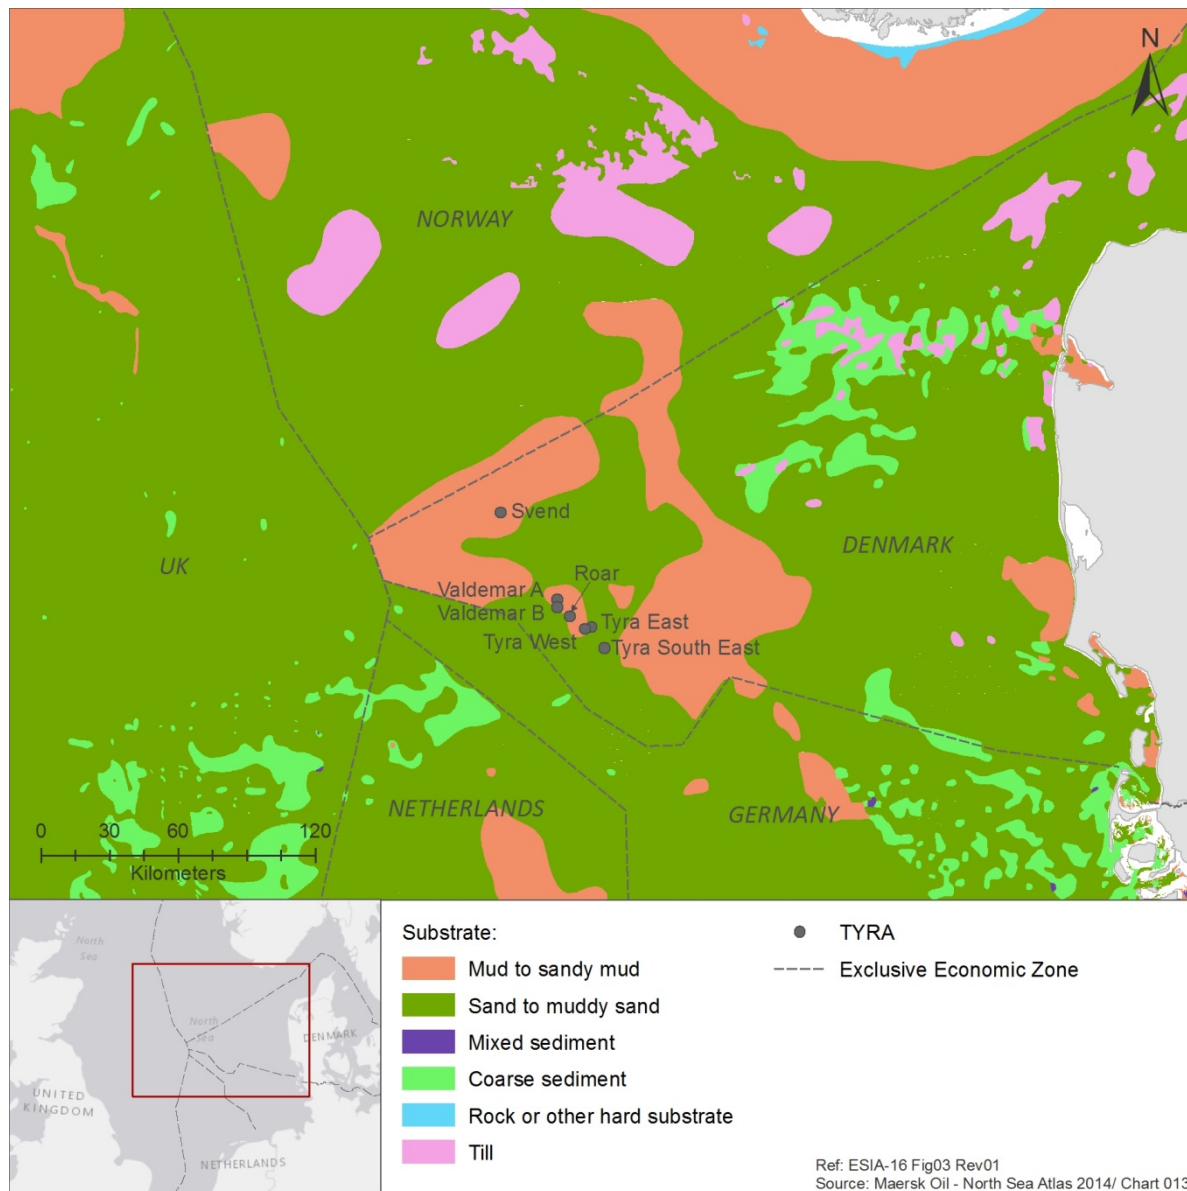 N
NORWAY
Svend
DENMARK
UK
Roar
Valdemar A
Valdemar B
Tyra East
Tyra West
Tyra South East
NETHERLANDS
GERMANY
0 30 60 120
Kilometers
North
Sea
North
Sea
DENMARK
UNITED
KINGDOM
NETHERLANDS
Substrate:
Mud to sandy mud
Sand to muddy sand
Mixed sediment
Coarse sediment
Rock or other hard substrate
Till
TYRA
Exclusive Economic Zone
Ref: ESIA-16 Fig03 Rev01
Source: Maersk Oil - North Sea Atlas 2014/ Chart 013